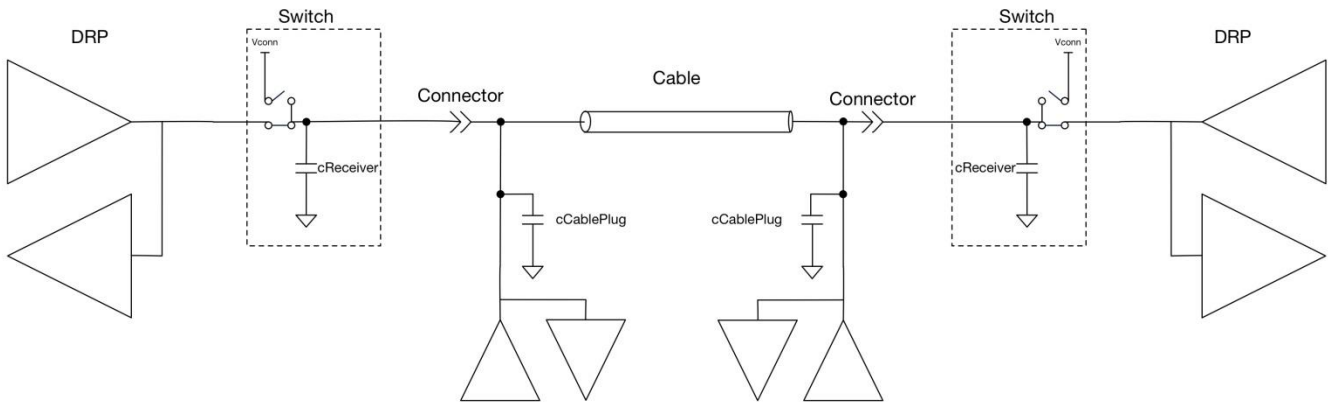 Switch
Switch
DRP
DRP
Vconn
Vconn
Cable
Connector
Connector
cReceiver
cReceiver
cCablePlug
cCablePlug